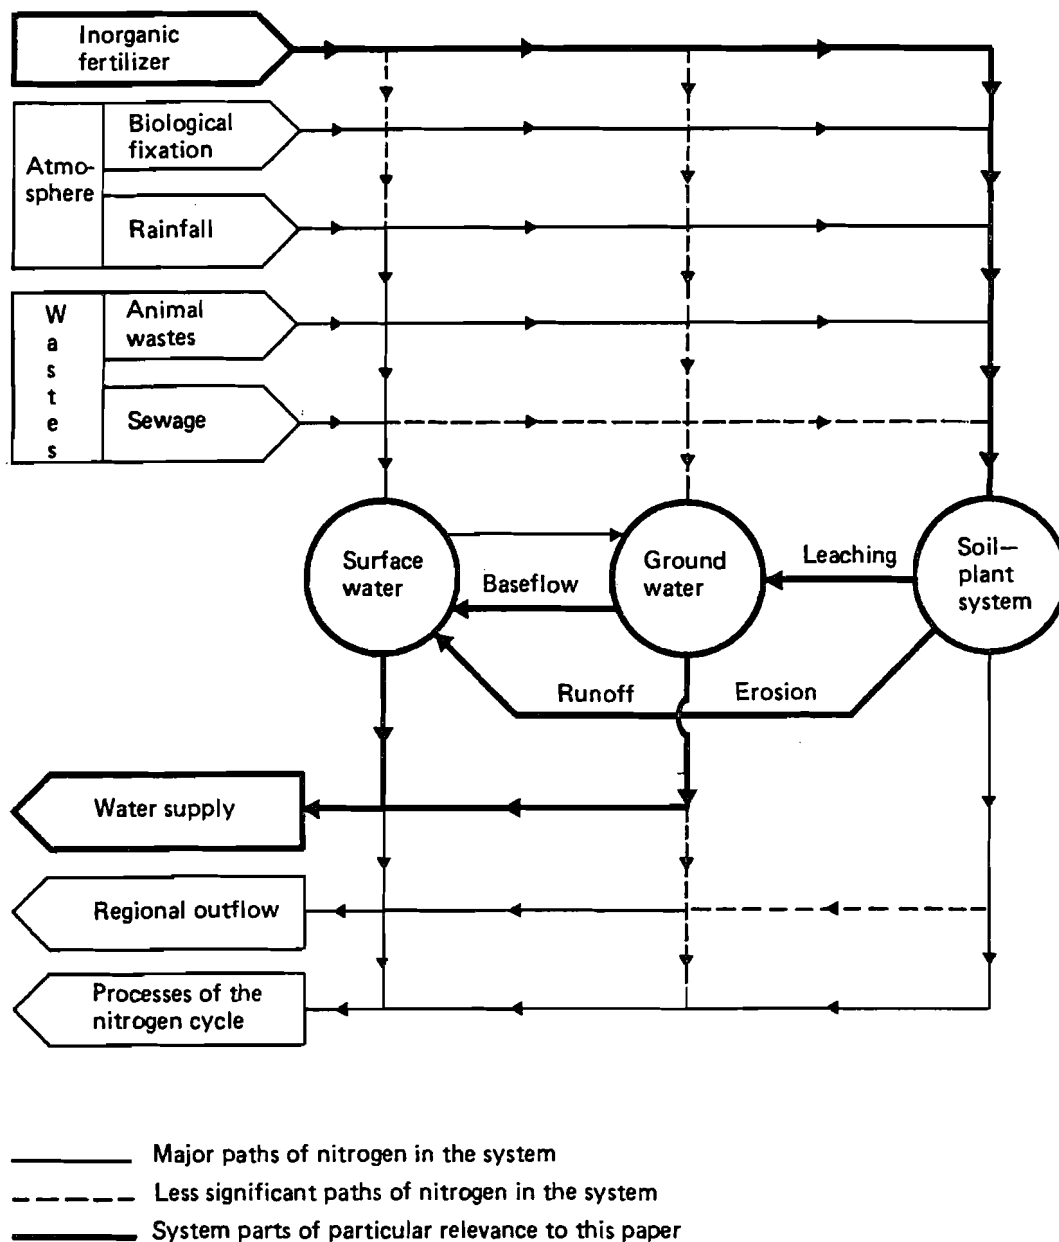 Inorganic
fertilizer
Atmo-
sphere
Biological
fixation
Rainfall
Wastes
Animal
wastes
Sewage
Surface
water
Baseflow
Ground
water
Leaching
Soil—
plant
system
Runoff
Erosion
Water supply
Regional outflow
Processes of the
nitrogen cycle
Major paths of nitrogen in the system
Less significant paths of nitrogen in the system
System parts of particular relevance to this paper